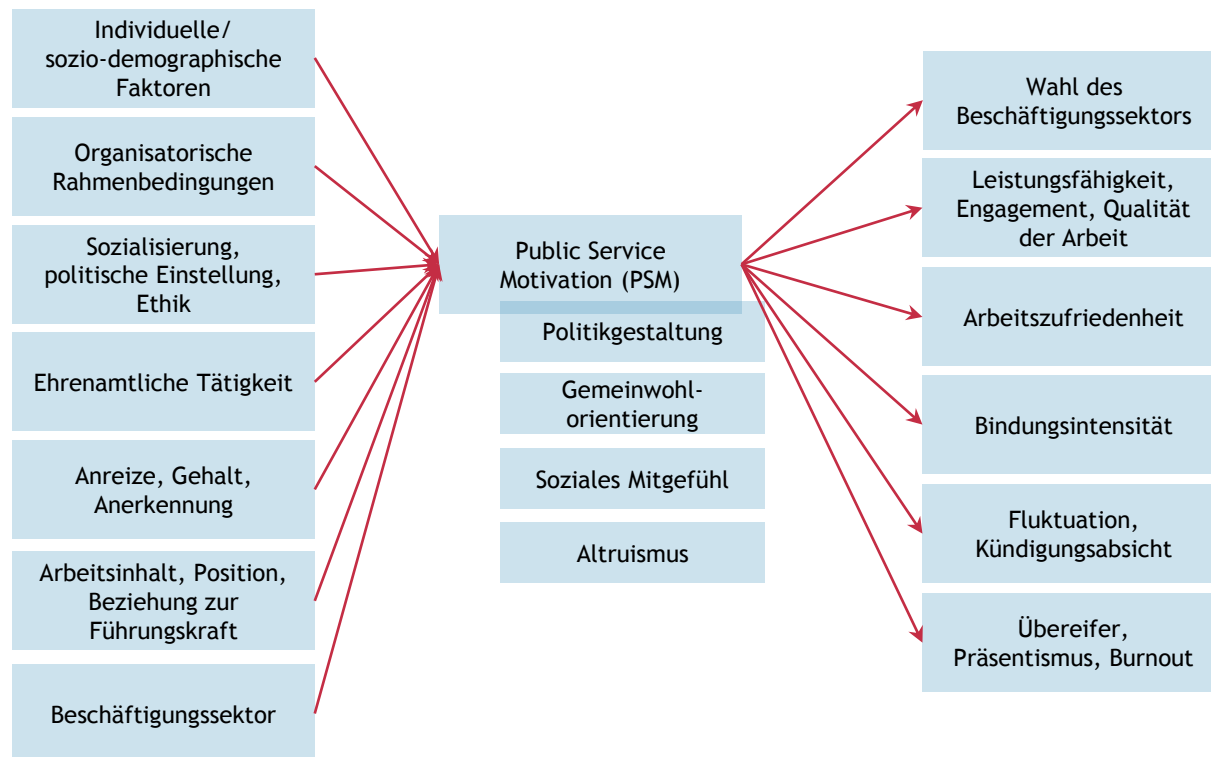 Individuelle/
sozio-demographische
Faktoren
Organisatorische
Rahmenbedingungen
Sozialisierung,
politische Einstellung,
Ethik
Ehrenamtliche Tätigkeit
Anreize, Gehalt,
Anerkennung
Arbeitsinhalt, Position,
Beziehung zur
Führungskraft
Beschäftigungssektor
Public Service
Motivation (PSM)
Politikgestaltung
Gemeinwohl-
orientierung
Soziales Mitgefühl
Altruismus
Wahl des
Beschäftigungssektors
Leistungsfähigkeit,
Engagement, Qualität
der Arbeit
Arbeitszufriedenheit
Bindungsintensität
Fluktuation,
Kündigungsabsicht
Übereifer,
Präsentismus, Burnout